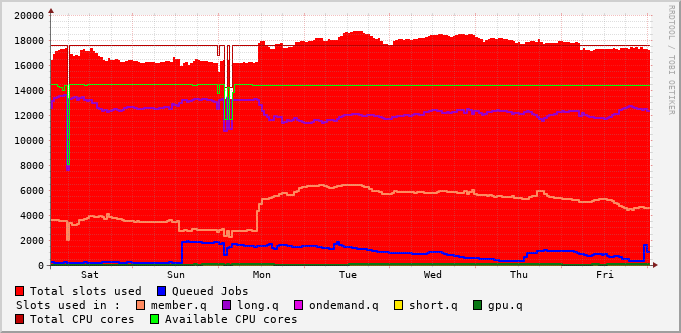 RRDTOOL / TOBI OETIKER
20000
18000
16000
14000
12000
10000
8000
6000
4000
2000
0
Sat Sun Mon Tue Wed Thu Fri
Total slots used Queued Jobs
Slots used in : member.q long.q ondemand.q short.q gpu.q
Total CPU cores Available CPU cores